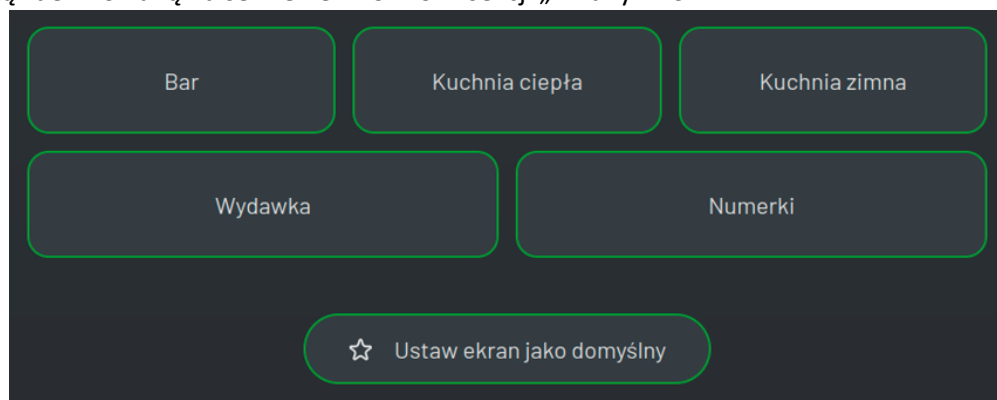 Bar
Kuchnia ciepła
Kuchnia zimna
Wydawka
Numerki
Ustaw ekran jako domyślny